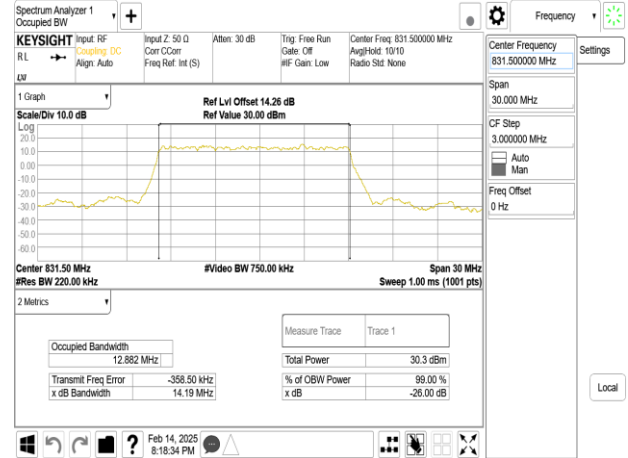 Spectrum Analyzer 1
Occupied BW
Frequency
KEYSIGHT
RL
LXI
Input: RF
Coupling: DC
Align: Auto
Input Z: 50 Ω
Corr CCorr
Freq Ref: Int (S)
Atten: 30 dB
Trig: Free Run
Gate: Off
#IF Gain: Low
Center Freq: 831.500000 MHz
Avg|Hold: 10/10
Radio Std: None
Center Frequency
831.500000 MHz
Settings
Span
30.000 MHz
CF Step
3.000000 MHz
Auto
Man
Freq Offset
0 Hz
Local
1 Graph
Scale/Div 10.0 dB
Ref Lvl Offset 14.26 dB
Ref Value 30.00 dBm
Log
20.0
10.0
0.00
-10.0
-20.0
-30.0
-40.0
-50.0
-60.0
Center 831.50 MHz
#Video BW 750.00 kHz
Span 30 MHz
#Res BW 220.00 kHz
Sweep 1.00 ms (1001 pts)
2 Metrics
Measure Trace
Trace 1
Occupied Bandwidth
12.882 MHz
Total Power
30.3 dBm
Transmit Freq Error
-358.50 kHz
% of OBW Power
99.00 %
x dB Bandwidth
14.19 MHz
x dB
-26.00 dB
?
Feb 14, 2025
8:18:34 PM